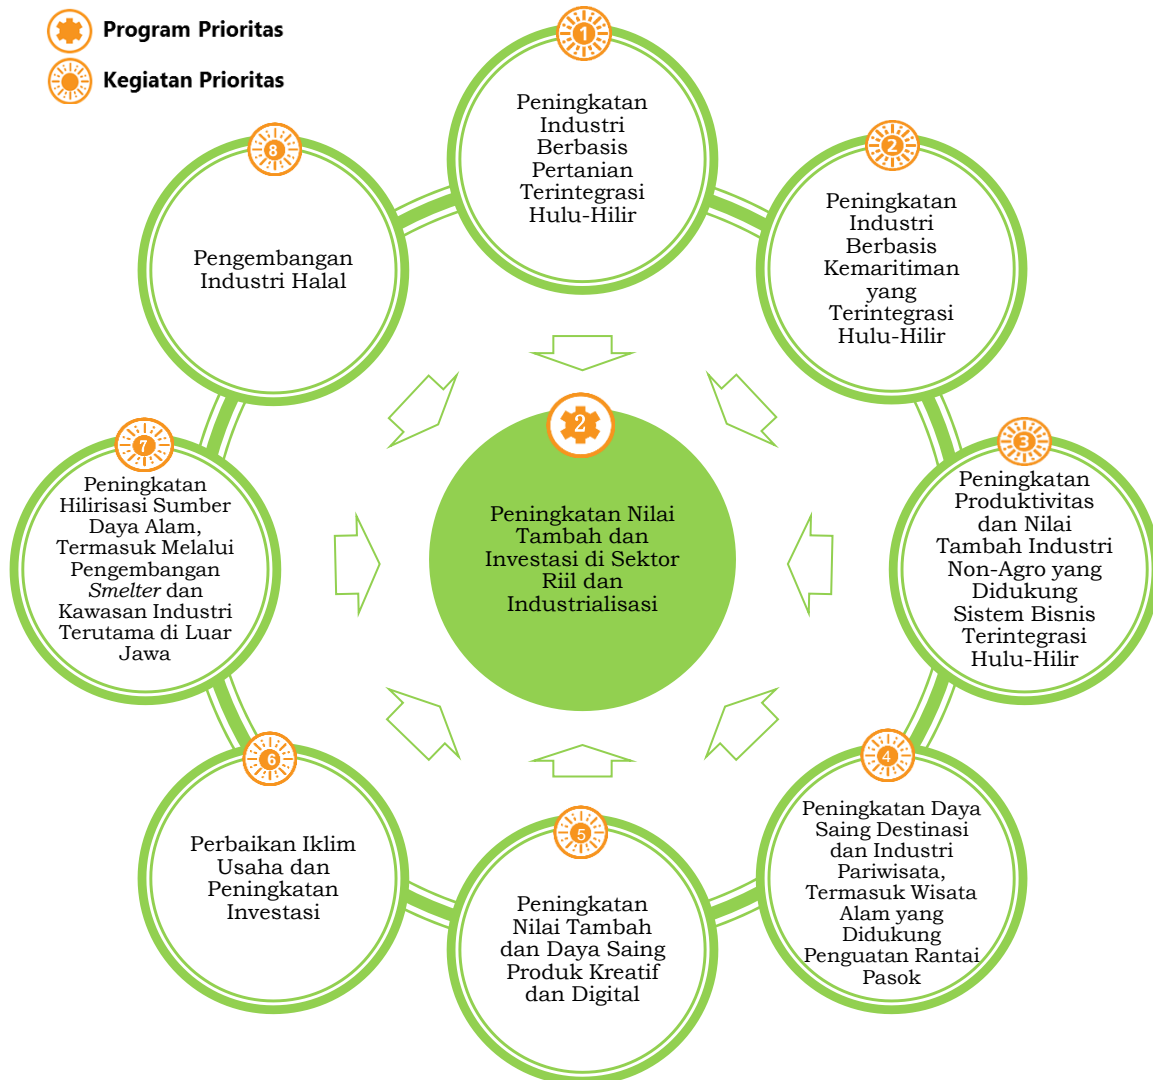 Program Prioritas
Kegiatan Prioritas
1
Peningkatan
Industri
Berbasis
Pertanian
Terintegrasi
Hulu-Hilir
2
Peningkatan
Industri
Berbasis
Kemaritiman
yang
Terintegrasi
Hulu-Hilir
3
Peningkatan
Produktivitas
dan Nilai
Tambah Industri
Non-Agro yang
Didukung
Sistem Bisnis
Terintegrasi
Hulu-Hilir
4
Peningkatan Daya
Saing Destinasi
dan Industri
Pariwisata,
Termasuk Wisata
Alam yang
Didukung
Penguatan Rantai
Pasok
5
Peningkatan
Nilai Tambah
dan Daya Saing
Produk Kreatif
dan Digital
6
Perbaikan Iklim
Usaha dan
Peningkatan
Investasi
7
Peningkatan
Hilirisasi Sumber
Daya Alam,
Termasuk Melalui
Pengembangan
Smelter dan
Kawasan Industri
Terutama di Luar
Jawa
8
Pengembangan
Industri Halal
2
Peningkatan Nilai
Tambah dan
Investasi di Sektor
Riil dan
Industrialisasi